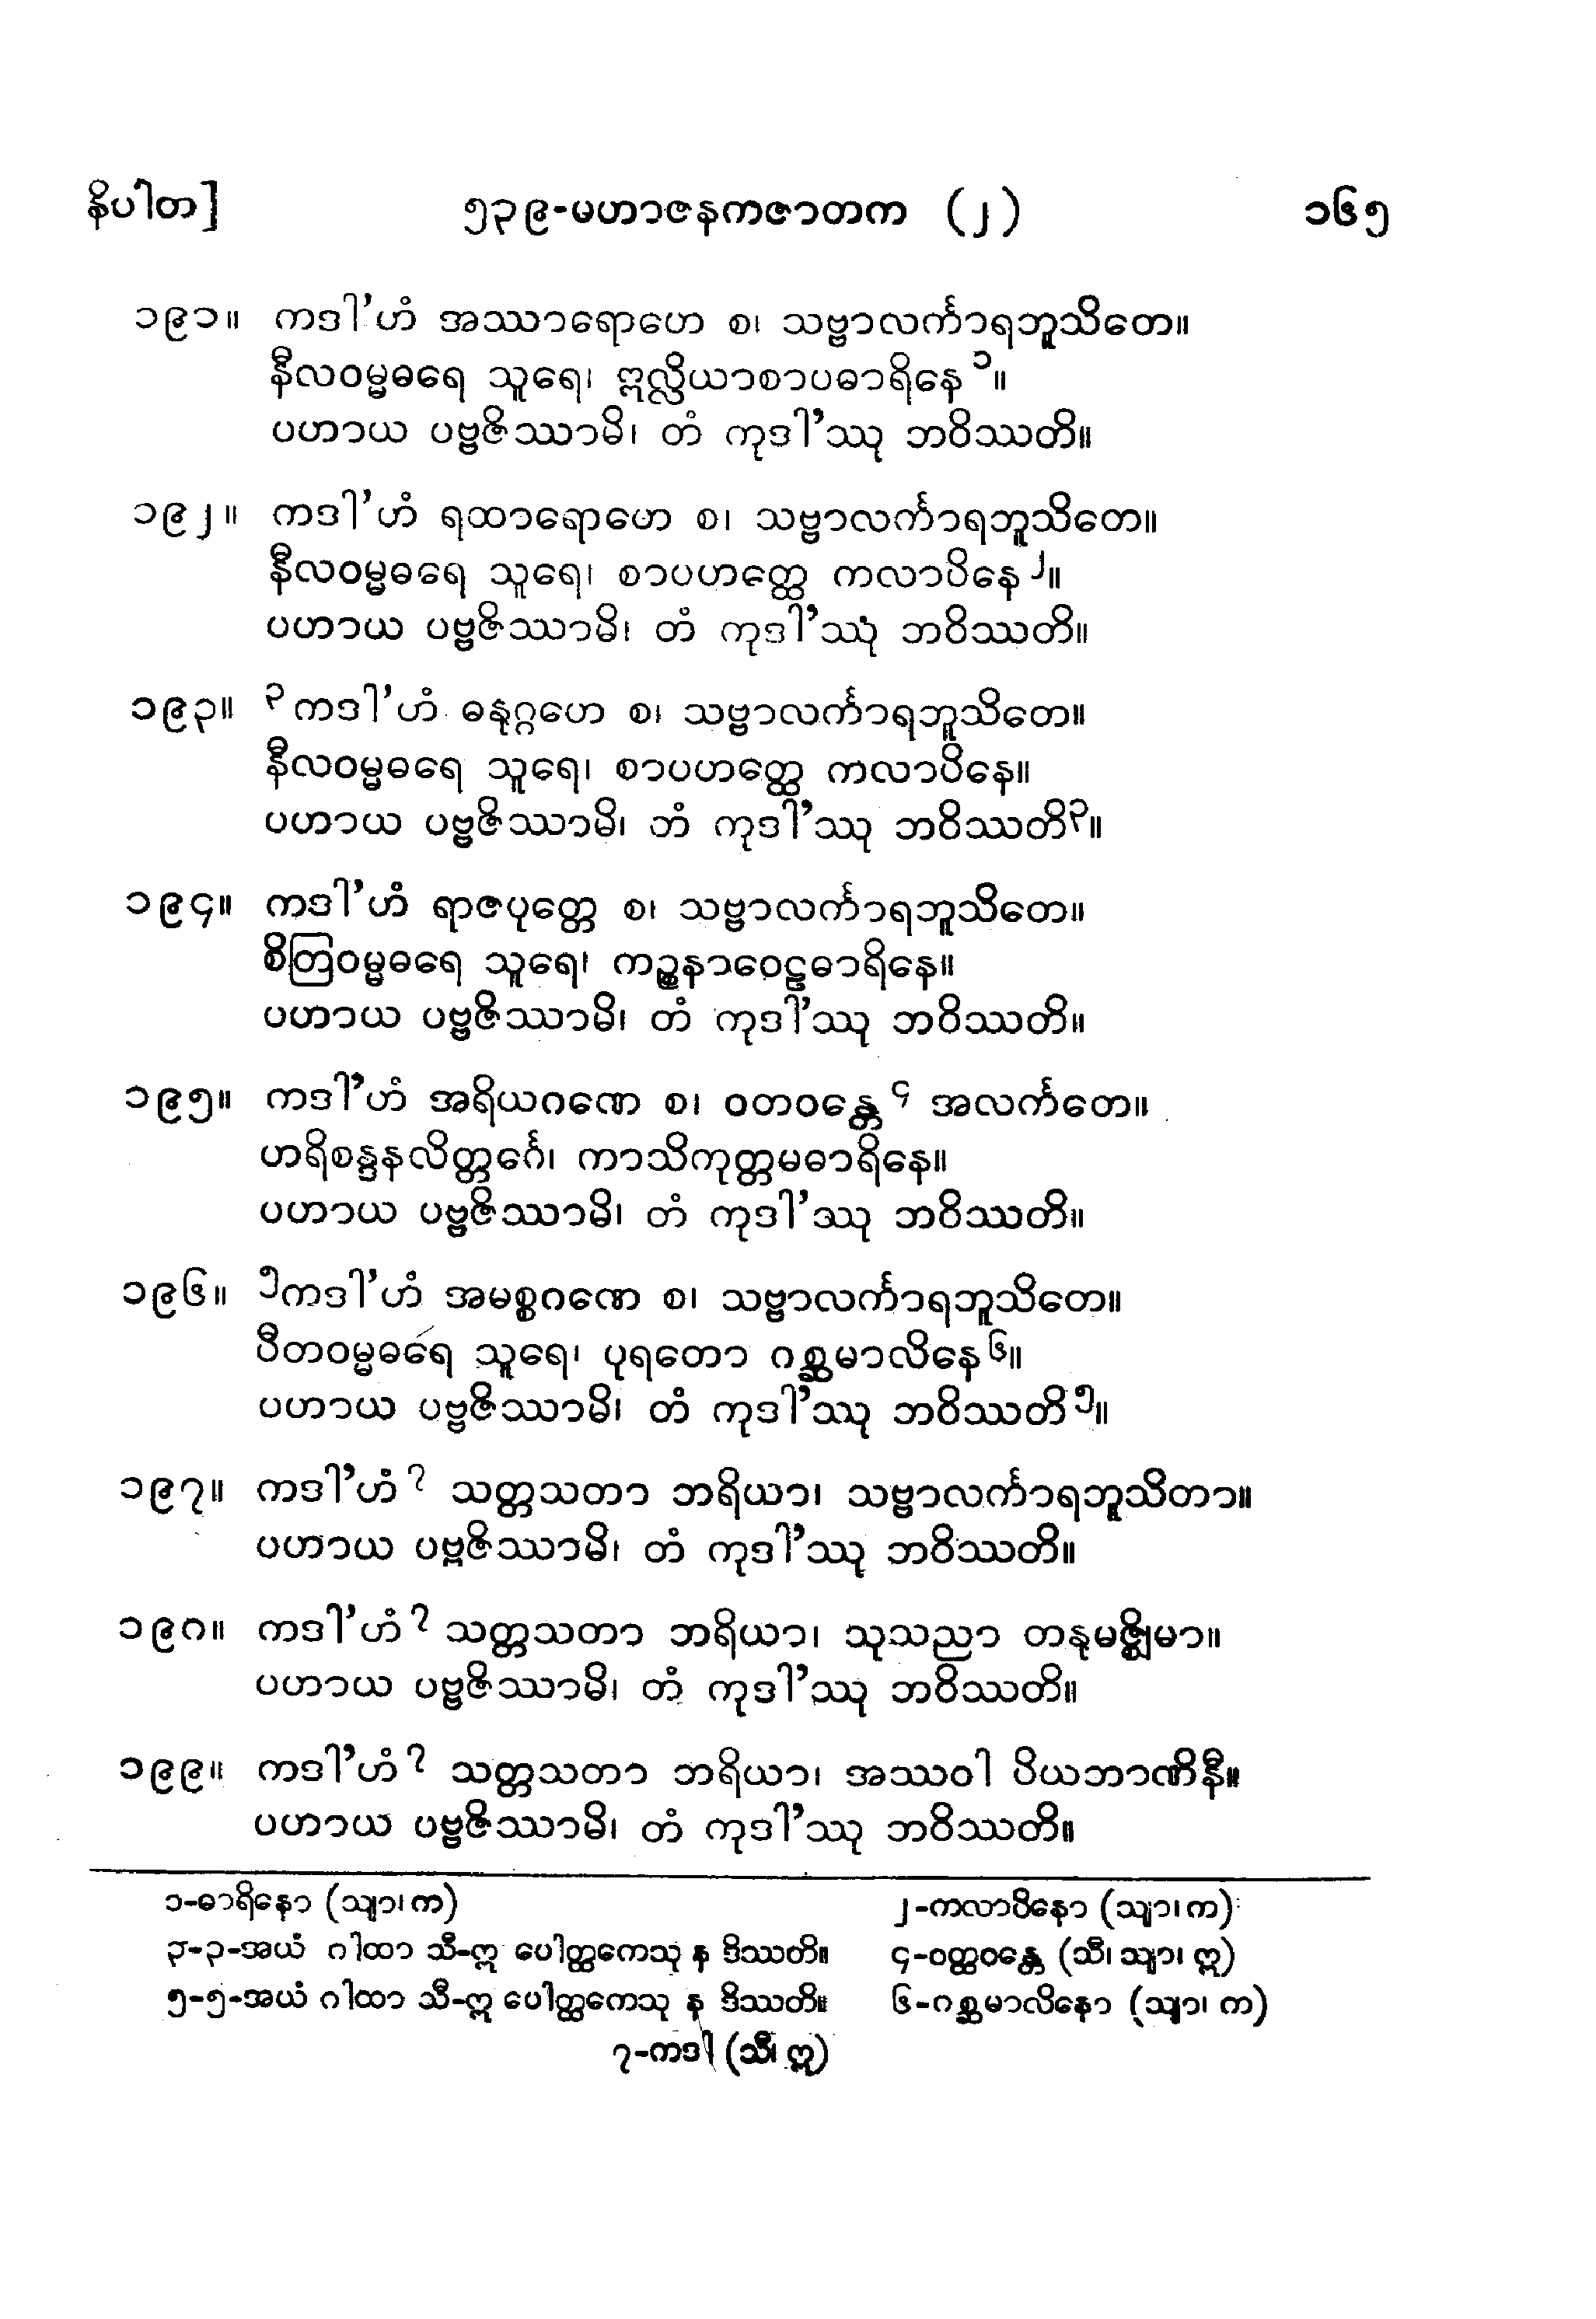 နိပါတ] ၅၃၉-မဟာဇနကဇာတက (၂) ၁၆၅
၁၉၁။ ကဒါ’ဟံ အဿာရောဟေ စ၊ သဗ္ဗာလင်္ကာရဘူသိတေ။
နီလဝမ္မဓရေ သူရေ၊ ဣလ္လိယာစာပဓာရိနေ ၁။
ပဟာယ ပဗ္ဗဇိဿာမိ၊ တံ ကုဒါ’ဿု ဘဝိဿတိ။
၁၉၂။ ကဒါ’ဟံ ရထာရောဟေ စ၊ သဗ္ဗာလင်္ကာရဘူသိတေ။
နီလဝမ္မဓရေ သူရေ၊ စာပဟတ္ထေ ကလာပိနေ ၂။
ပဟာယ ပဗ္ဗဇိဿာမိ၊ တံ ကုဒါ’ဿု ဘဝိဿတိ။
၁၉၃။ ၃ ကဒါ’ဟံ ဓနုဂ္ဂဟေ စ၊ သဗ္ဗာလင်္ကာရဘူသိတေ။
နီလဝမ္မဓရေ သူရေ၊ စာပဟတ္ထေ ကလာပိနေ။
ပဟာယ ပဗ္ဗဇိဿာမိ၊ တံ ကုဒါ’ဿု ဘဝိဿတိ၃။
၁၉၄။ ကဒါ’ဟံ ရာဇပုတ္တေ စ၊ သဗ္ဗာလင်္ကာရဘူသိတေ။
စိတြဝမ္မဓရေ သူရေ၊ ကဉ္စနာဝေဠဓာရိနေ။
ပဟာယ ပဗ္ဗဇိဿာမိ၊ တံ ကုဒါ’ဿု ဘဝိဿတိ။
၁၉၅။ ကဒါ’ဟံ အရိယဂဏေ စ၊ ဝတဝန္တေ ၄ အလင်္ကတေ။
ဟရိစန္ဒနလိတ္တင်္ဂေ၊ ကာသိကုတ္တမဓာရိနေ။
ပဟာယ ပဗ္ဗဇိဿာမိ၊ တံ ကုဒါ’ဿု ဘဝိဿတိ။
၁၉၆။ ၅ကဒါ’ဟံ အမစ္စဂဏေ စ၊ သဗ္ဗာလင်္ကာရဘူသိတေ။
ပီတဝမ္မဓရေ သူရေ၊ ပုရတော ဂစ္ဆမာလိနေ ၆။
ပဟာယ ပဗ္ဗဇိဿာမိ၊ တံ ကုဒါ’ဿု ဘဝိဿတိ ၅။
၁၉၇။ ကဒါ’ဟံ ၇ သတ္တသတာ ဘရိယာ၊ သဗ္ဗာလင်္ကာရဘူသိတာ။
ပဟာယ ပဗ္ဗဇိဿာမိ၊ တံ ကုဒါ’ဿု ဘဝိဿတိ။
၁၉၈။ ကဒါ’ဟံ ၇ သတ္တသတာ ဘရိယာ၊ သုသညာ တနုမဇ္ဈိမာ။
ပဟာယ ပဗ္ဗဇိဿာမိ၊ တံ ကုဒါ’ဿု ဘဝိဿတိ။
၁၉၉။ ကဒါ’ဟံ ၇ သတ္တသတာ ဘရိယာ၊ အဿဝါ ပိယဘာဏိနီ။
ပဟာယ ပဗ္ဗဇိဿာမိ၊ တံ ကုဒါ’ဿု ဘဝိဿတိ။
၁-ဓာရိနော (သျာ၊ က) ၂-ကလာပိနော (သျာ၊ က)
၃-၃-အယံ ဂါထာ သီ-ဣ ပေါတ္ထကေသု န ဒိဿတိ။ ၄-ဝတ္ထဝန္တေ (သီ၊ သျာ၊ ဣ)
၅-၅-အယံ ဂါထာ သီ-ဣ ပေါတ္ထကေသု န ဒိဿတိ။ ၆-ဂစ္ဆမာလိနော (သျာ၊ က)
၇-ကဒါ (သီ၊ ဣ)